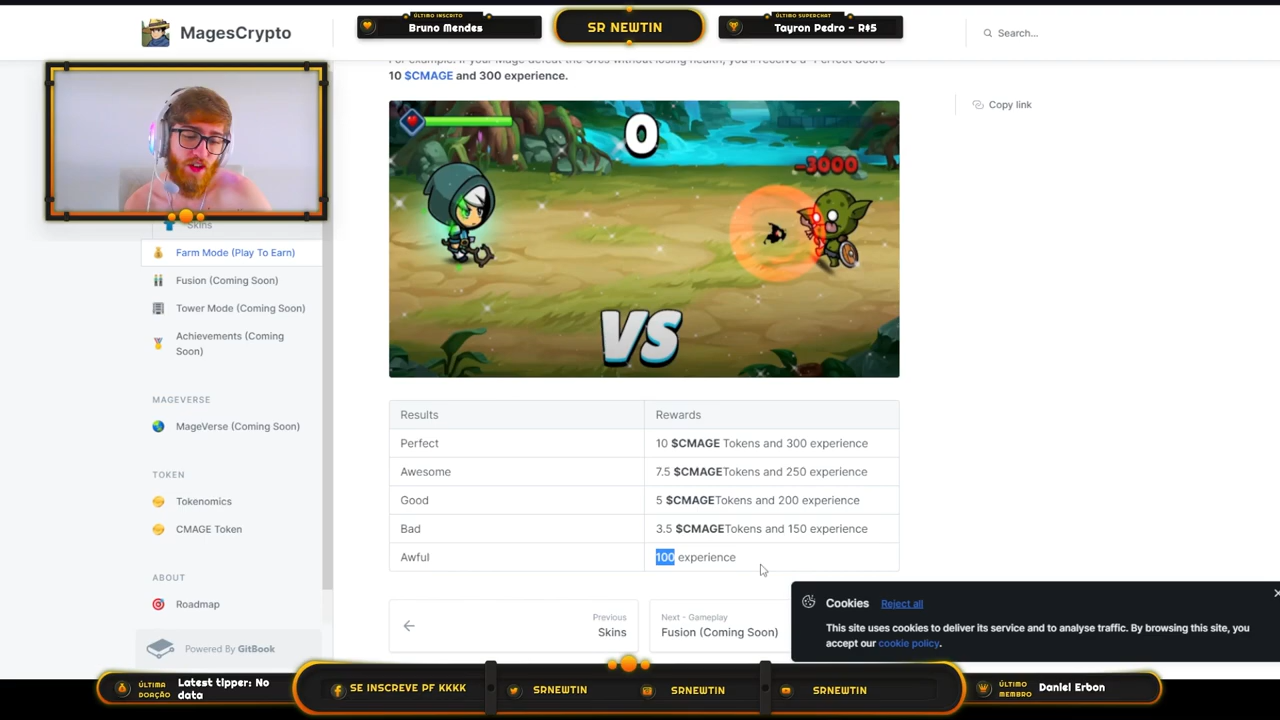 MagesCrypto
ÚLTIMO INSCRITO
Bruno Mendes
SR NEWTIN
ÚLTIMO SUPERCHAT
Tayron Pedro - R$5
Search...
10 $CMAGE and 300 experience.
Copy link
0
-3000
VS
Skins
Farm Mode (Play To Earn)
Fusion (Coming Soon)
Tower Mode (Coming Soon)
Achievements (Coming
Soon)
MAGEVERSE
MageVerse (Coming Soon)
TOKEN
Tokenomics
CMAGE Token
ABOUT
Roadmap
Powered By GitBook
Results Rewards
Perfect 10 $CMAGE Tokens and 300 experience
Awesome 7.5 $CMAGETokens and 250 experience
Good 5 $CMAGETokens and 200 experience
Bad 3.5 $CMAGETokens and 150 experience
Awful 100 experience
Previous
Skins
Next - Gameplay
Fusion (Coming Soon)
Cookies Reject all
This site uses cookies to deliver its service and to analyse traffic. By browsing this site, you
accept our cookie policy.
ÚLTIMA
DOAÇÃO
Latest tipper: No
data
SE INSCREVE PF KKKK
SRNEWTIN
SRNEWTIN
SRNEWTIN
ÚLTIMO
MEMBRO
Daniel Erbon